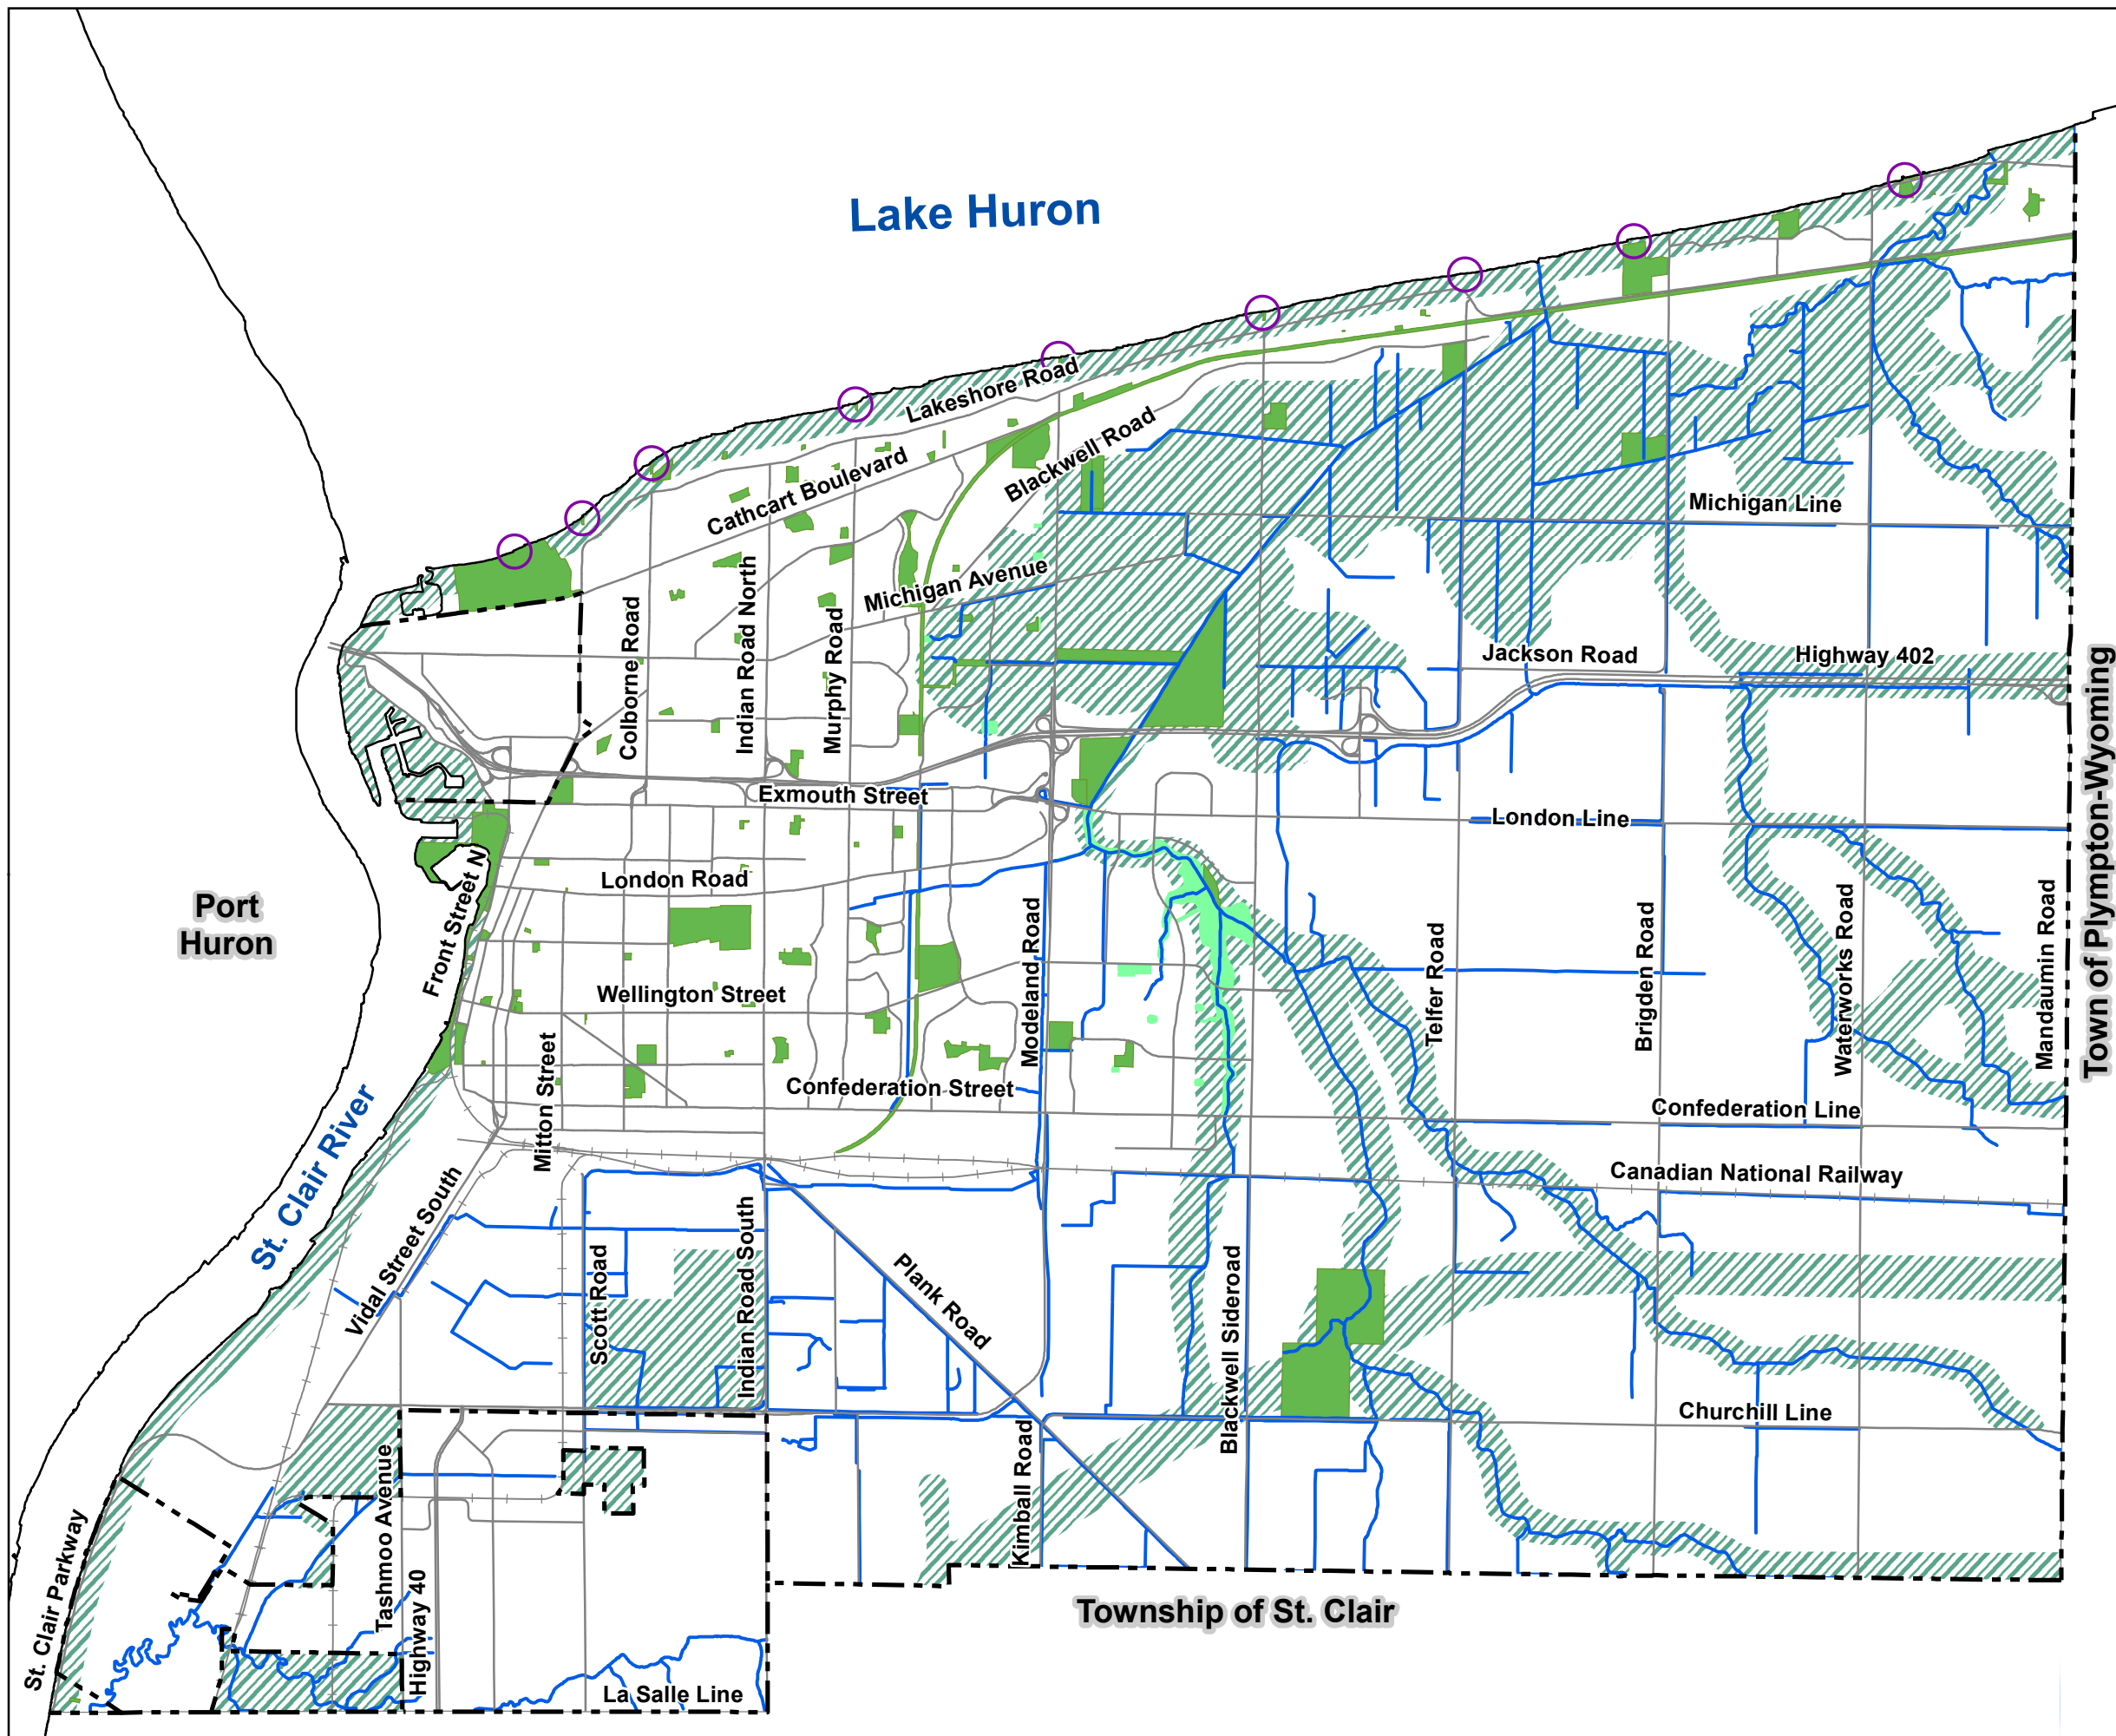 Lake Huron
Lakeshore Road
Cathcart Boulevard
Blackwell Road
Michigan Line
Michigan Avenue
Colborne Road
Indian Road North
Murphy Road
Jackson Road
Highway 402
Town of Plympton-Wyoming
Exmouth Street
London Line
London Road
Port
Huron
Front Street N
Wellington Street
Modeland Road
Telfer Road
Brigden Road
Waterworks Road
Mandaumin Road
Mitton Street
Confederation Street
Confederation Line
St. Clair River
Canadian National Railway
Vidal Street South
Scott Road
Indian Road South
Plank Road
Blackwell Sideroad
Churchill Line
Kimball Road
Tashmoo Avenue
St. Clair Parkway
Highway 40
Township of St. Clair
La Salle Line